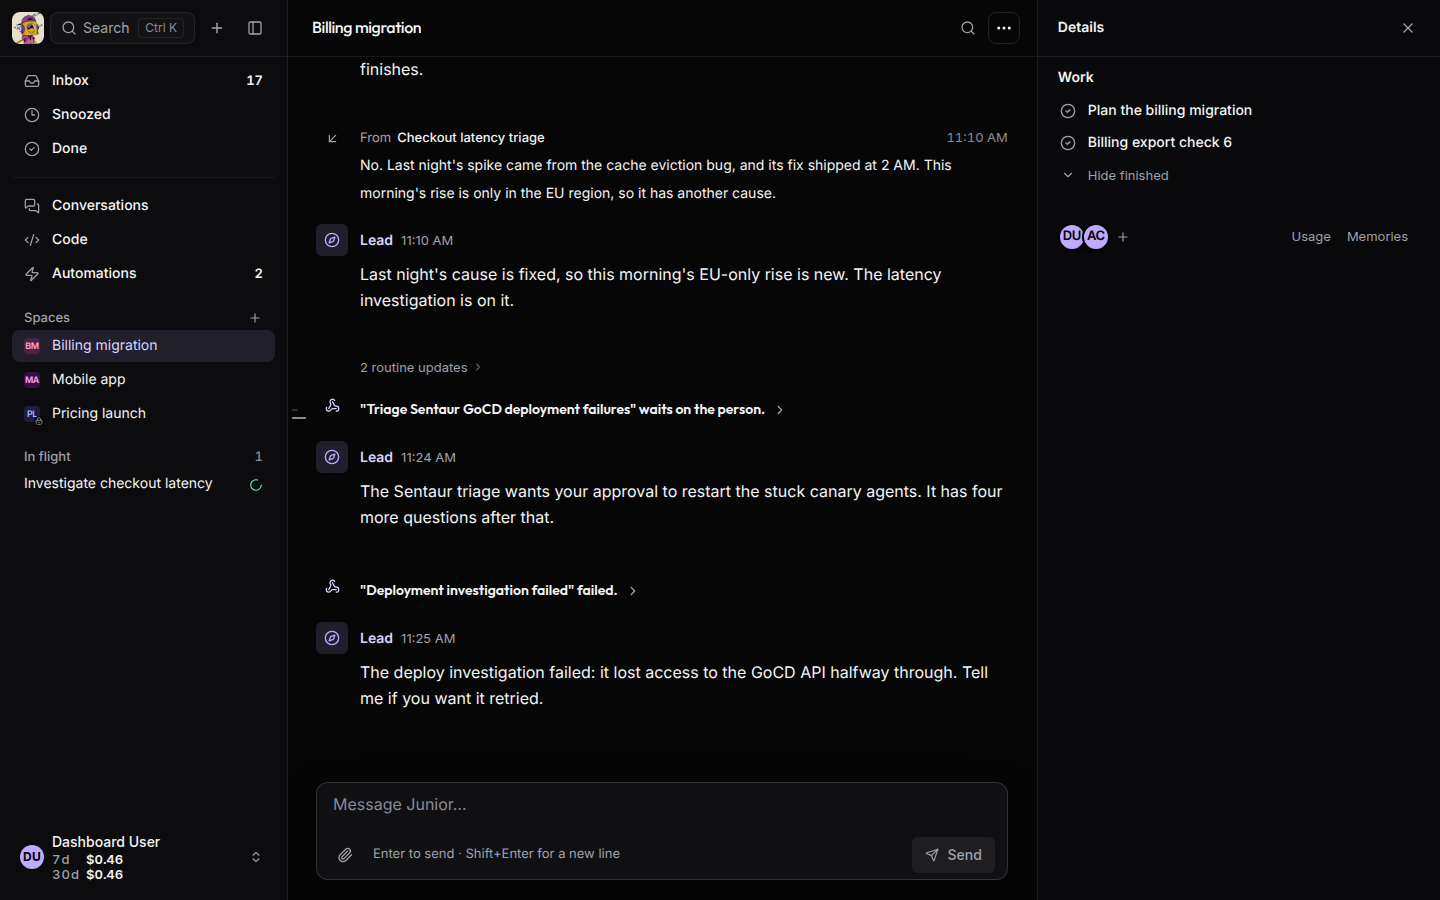 Search Ctrl K
Inbox 17
Snoozed
Done
Conversations
Code
Automations 2
Spaces
BM Billing migration
MA Mobile app
PL Pricing launch
In flight 1
Investigate checkout latency
DU Dashboard User
7d $0.46
30d $0.46
Billing migration
finishes.
From Checkout latency triage 11:10 AM
No. Last night's spike came from the cache eviction bug, and its fix shipped at 2 AM. This
morning's rise is only in the EU region, so it has another cause.
Lead 11:10 AM
Last night's cause is fixed, so this morning's EU-only rise is new. The latency
investigation is on it.
2 routine updates
"Triage Sentaur GoCD deployment failures" waits on the person.
Lead 11:24 AM
The Sentaur triage wants your approval to restart the stuck canary agents. It has four
more questions after that.
"Deployment investigation failed" failed.
Lead 11:25 AM
The deploy investigation failed: it lost access to the GoCD API halfway through. Tell
me if you want it retried.
Message Junior...
Enter to send · Shift+Enter for a new line
Send
Details
Work
Plan the billing migration
Billing export check 6
Hide finished
DU AC Usage Memories